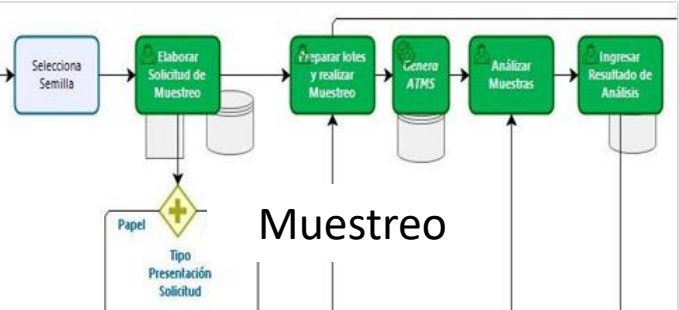 Selecciona
Semilla
Elaborar
Solicitud de
Muestreo
Preparar lotes
y realizar
Muestreo
Genera
ATMS
Análizar
Muestras
Ingresar
Resultado de
Análisis
Papel
Tipo
Presentación
Solicitud
Muestreo